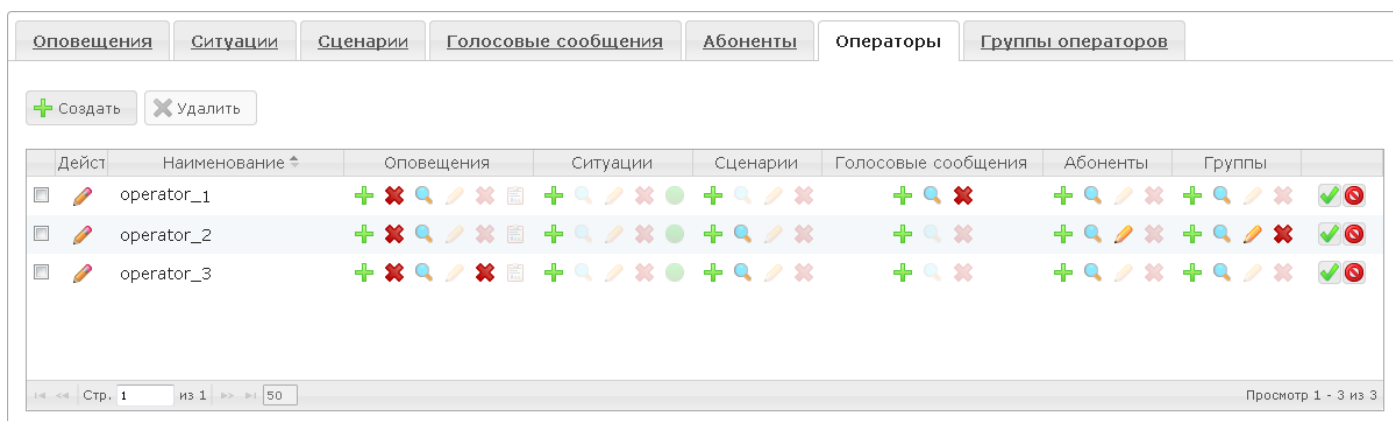 Оповещения Ситуации Сценарии Голосовые сообщения Абоненты Операторы Группы операторов
Создать Удалить
Дейст Наименование Оповещения Ситуации Сценарии Голосовые сообщения Абоненты Группы
operator_1
operator_2
operator_3
Стр. 1 из 1 50 Просмотр 1 - 3 из 3